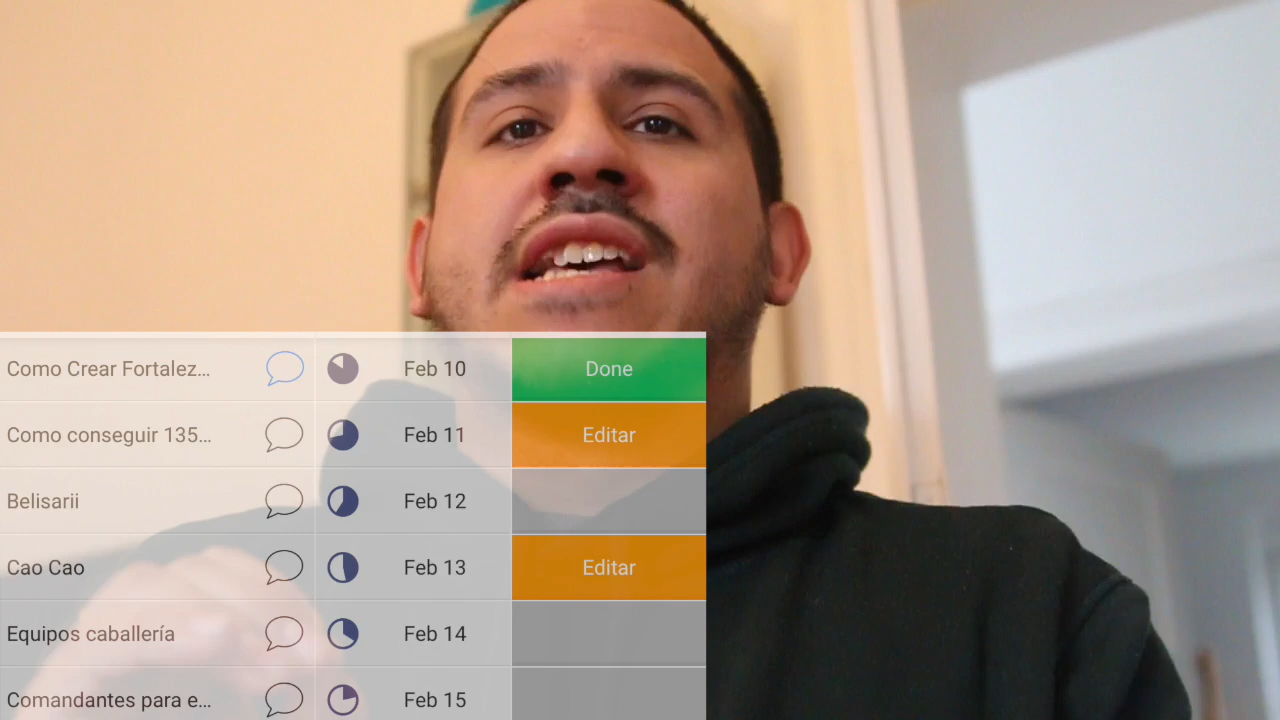 Como Crear Fortalez... Feb 10 Done
Como conseguir 135... Feb 11 Editar
Belisarii Feb 12
Cao Cao Feb 13 Editar
Equipos caballería Feb 14
Comandantes para e... Feb 15